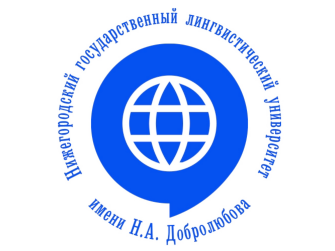 Нижегородский государственный лингвистический университет
имени Н.А. Добролюбова